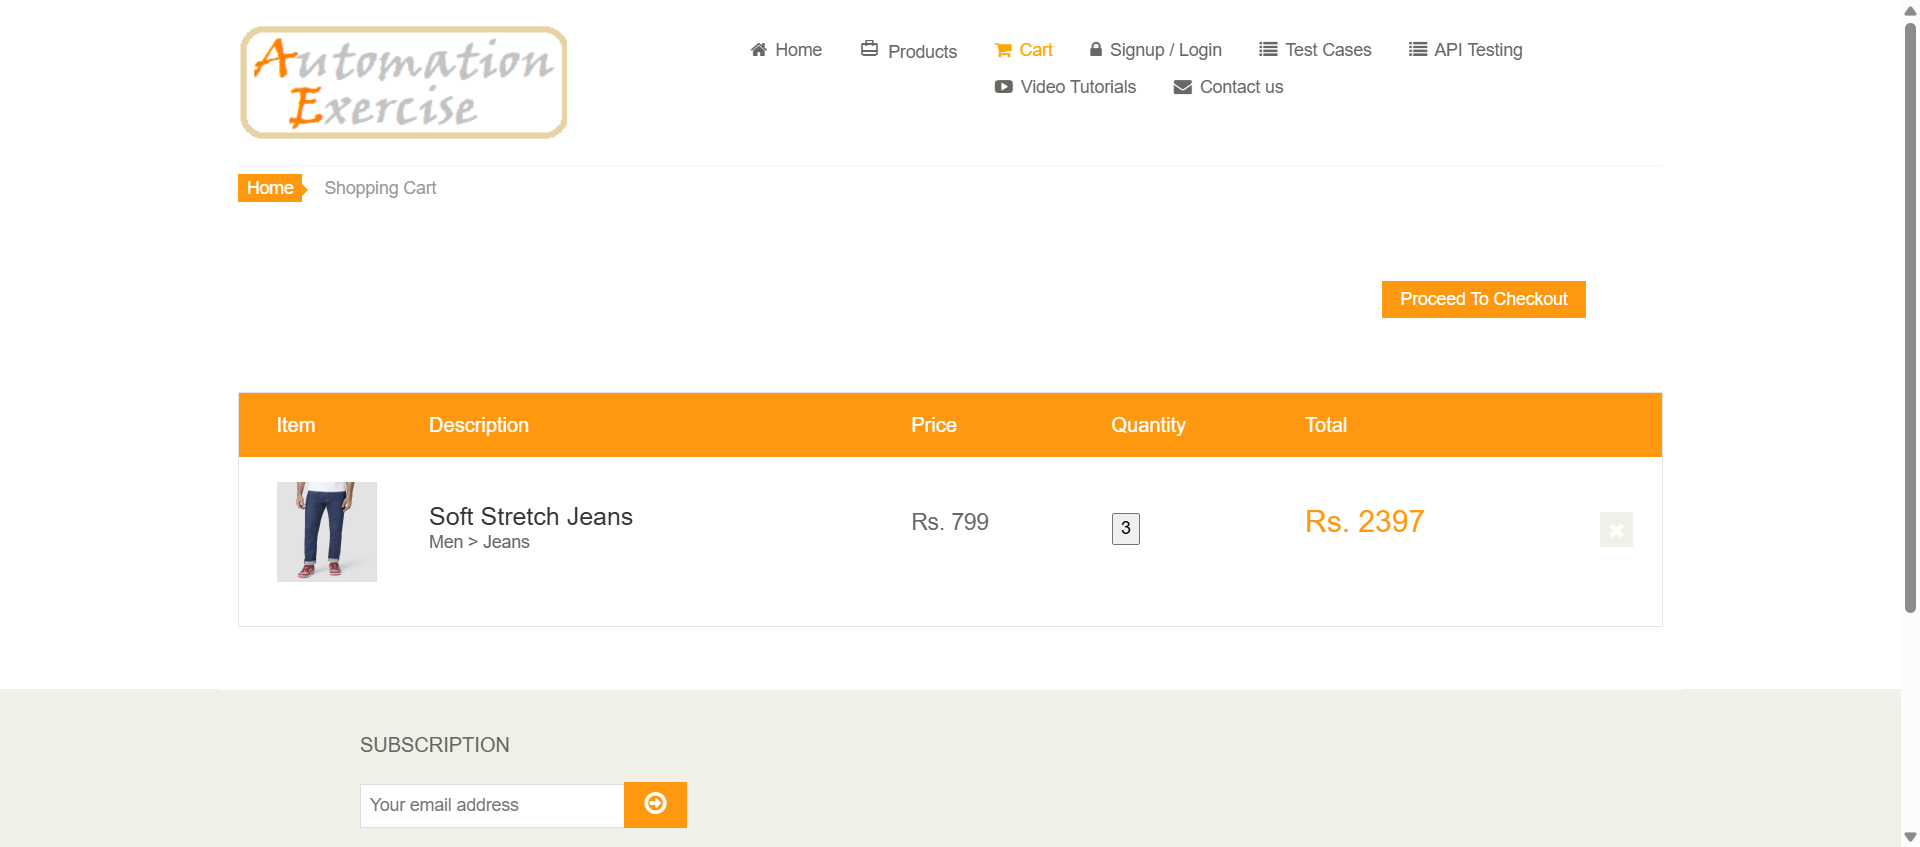 Automation
Exercise
Home
Products
Cart
Signup / Login
Test Cases
API Testing
Video Tutorials
Contact us
Home
Shopping Cart
Proceed To Checkout
Item Description Price Quantity Total
Soft Stretch Jeans
Men > Jeans
Rs. 799
3
Rs. 2397
SUBSCRIPTION
Your email address